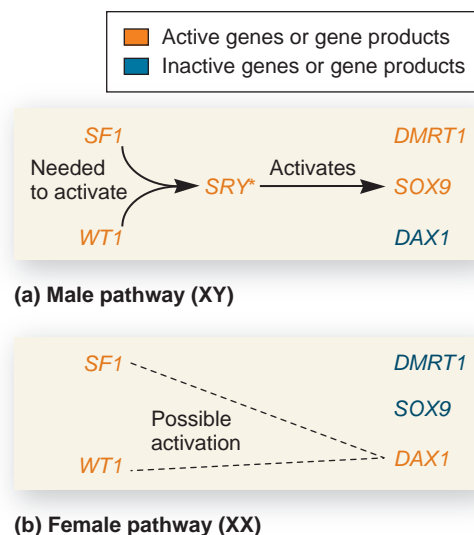 Active genes or gene products
Inactive genes or gene products
SF1
DMRT1
Needed
to activate
SRY*
Activates
SOX9
WT1
DAX1
(a) Male pathway (XY)
SF1
DMRT1
SOX9
Possible
activation
WT1
DAX1
(b) Female pathway (XX)